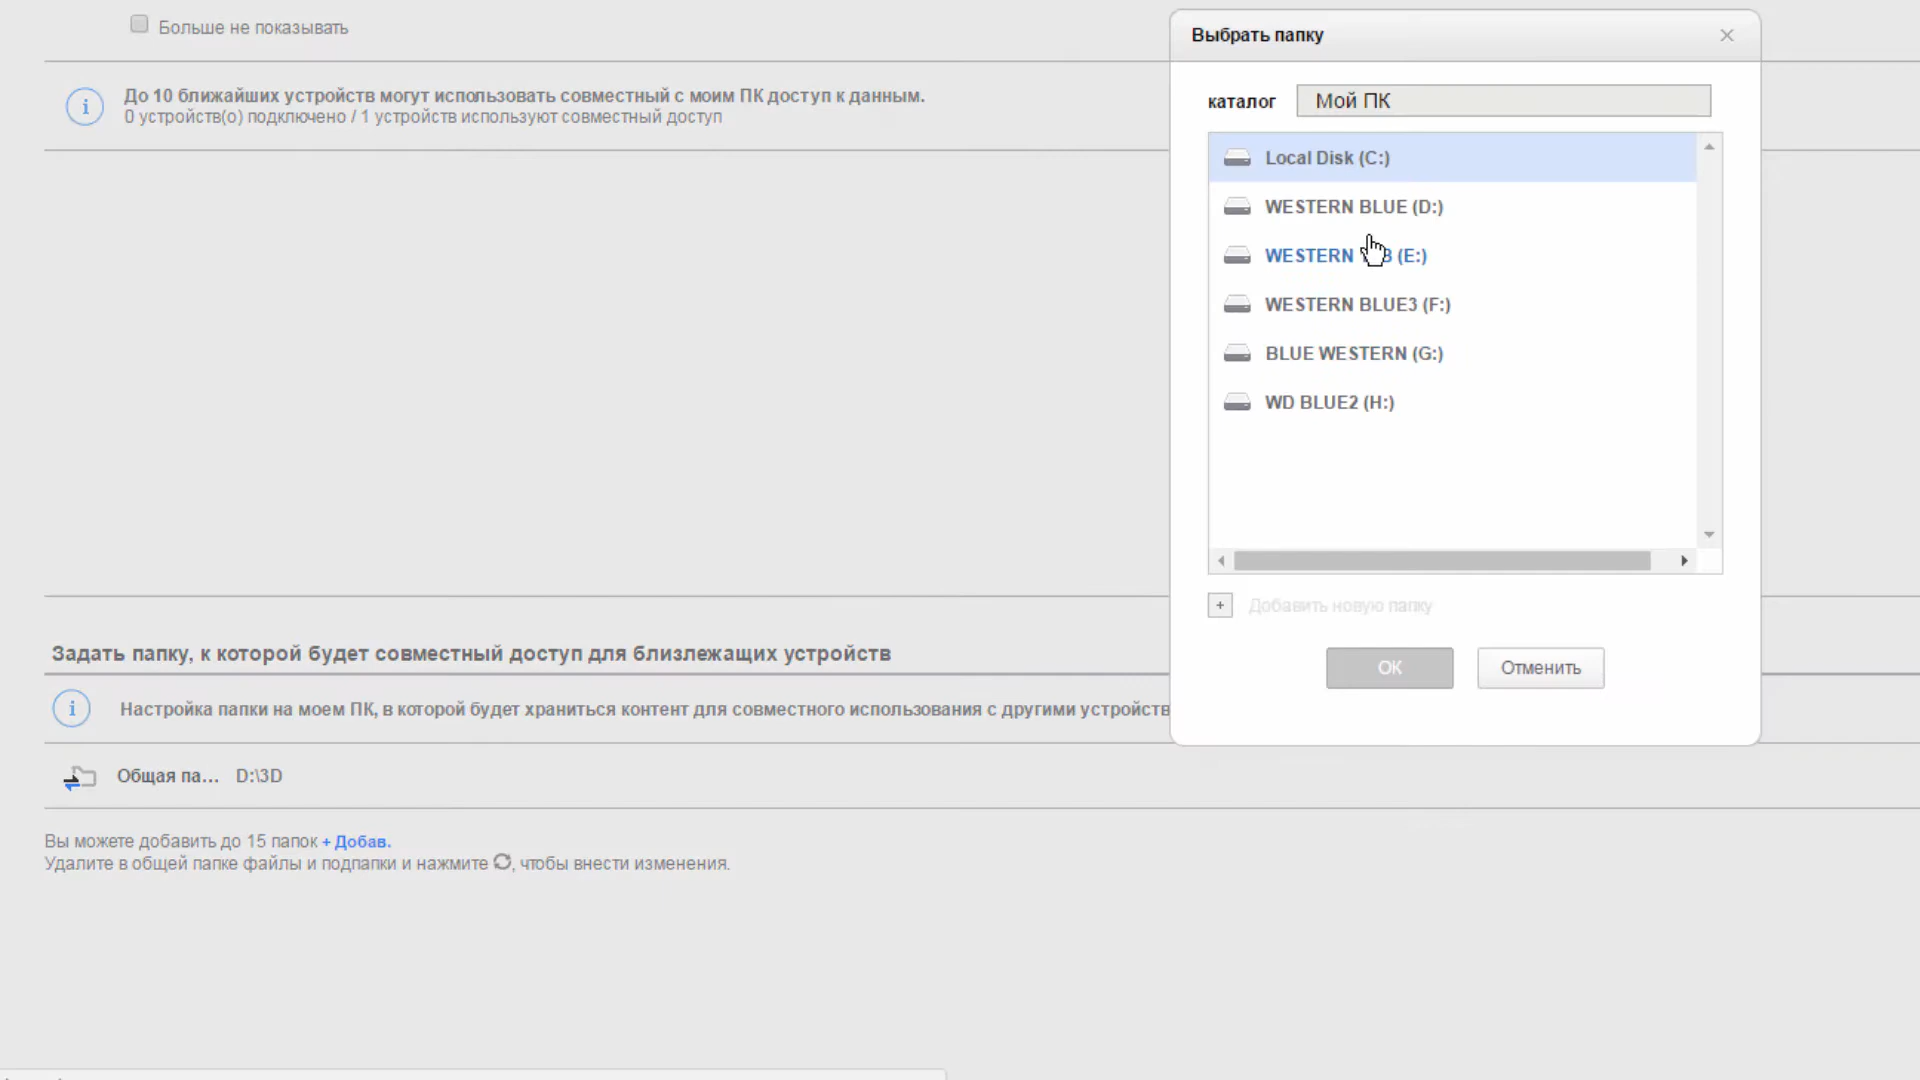 Больше не показывать
До 10 ближайших устройств могут использовать совместный с моим ПК доступ к данным.
0 устройств(о) подключено / 1 устройств используют совместный доступ
Выбрать папку
каталог Мой ПК
Local Disk (C:)
WESTERN BLUE (D:)
WESTERN (E:)
WESTERN BLUE3 (F:)
BLUE WESTERN (G:)
WD BLUE2 (H:)
+ Добавить новую папку
OK Отменить
Задать папку, к которой будет совместный доступ для близлежащих устройств
Настройка папки на моем ПК, в которой будет храниться контент для совместного использования с другими устройств
Общая па... D:\3D
Вы можете добавить до 15 папок + Добав.
Удалите в общей папке файлы и подпапки и нажмите , чтобы внести изменения.